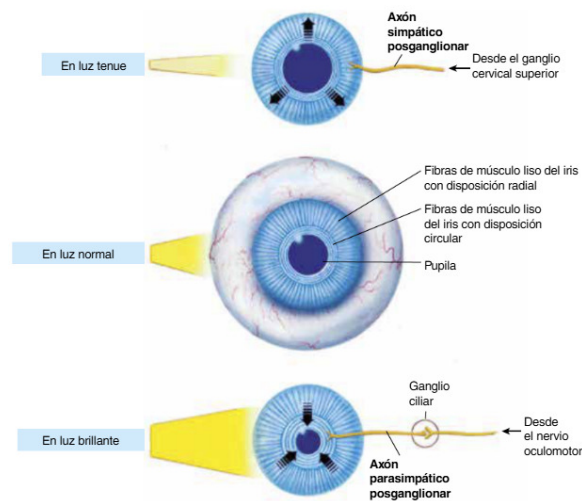 En luz tenue
Axón
simpático
posganglionar
Desde el ganglio
cervical superior
Fibras de músculo liso del iris
con disposición radial
Fibras de músculo liso
del iris con disposición
circular
En luz normal
Pupila
Ganglio
ciliar
En luz brillante
Desde
el nervio
oculomotor
Axón
parasimpático
posganglionar